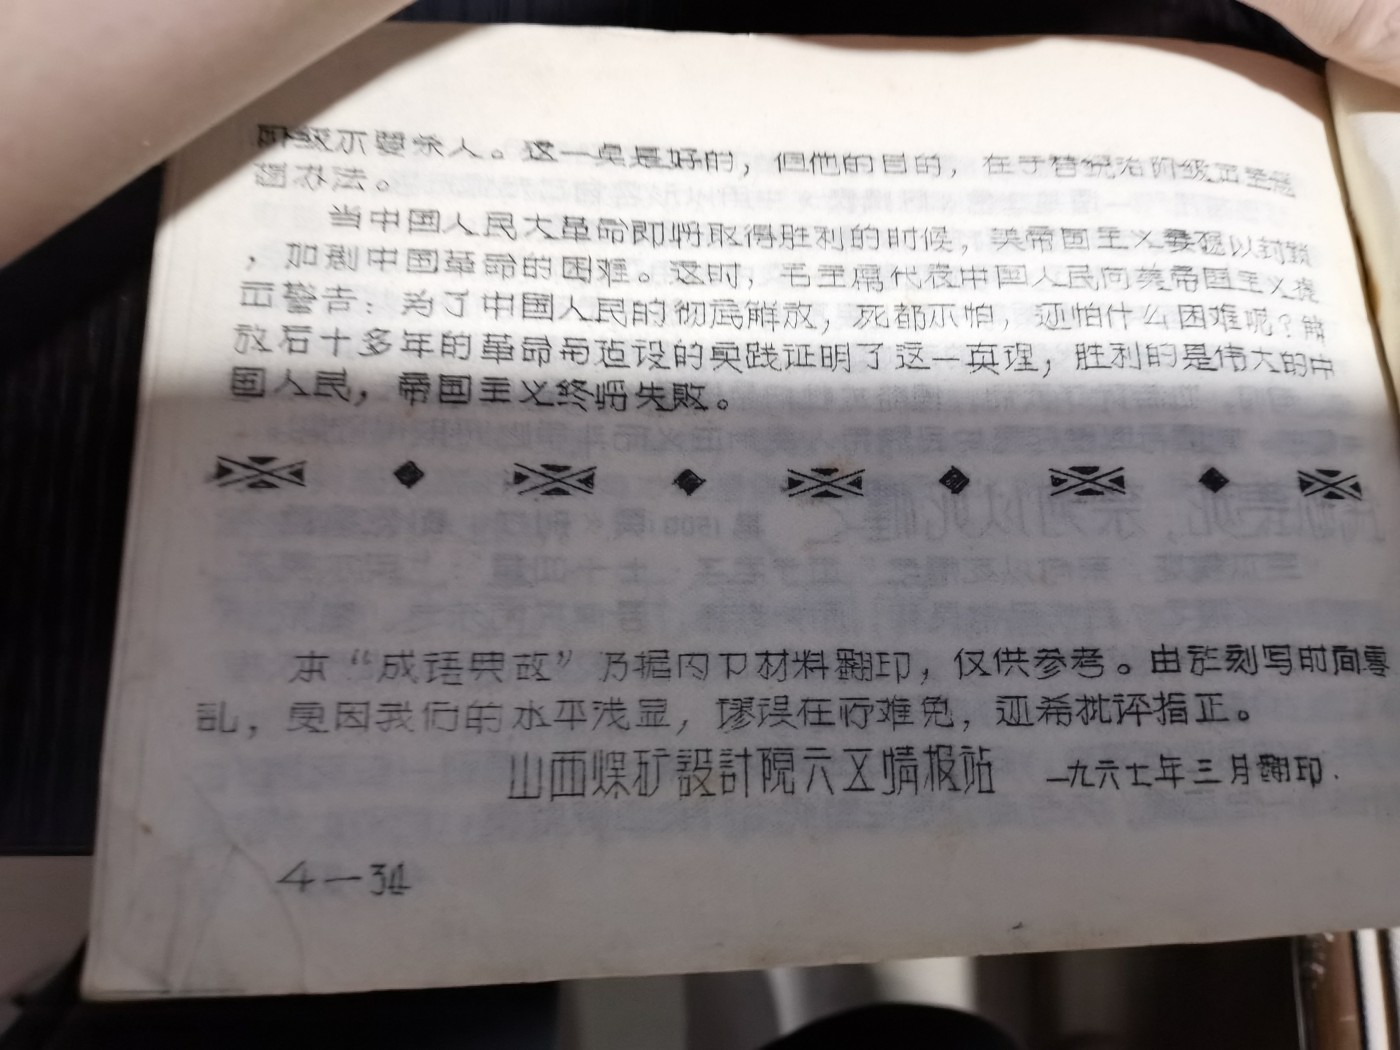 阶级不要杀人。这一点是好的，但他的目的，在于替统治阶级
办法。
当中国人民大革命即将取得胜利的时候，美帝国主义妄想以封锁
，加剧中国革命的困难。这时，毛主席代表中国人民向美帝国主义提
出警告：为了中国人民的彻底解放，死都不怕，还怕什么困难呢？解
放后十多年的革命和建设的实践证明了这一真理，胜利的是伟大的中
国人民，帝国主义终将失败。
本“成语典故”乃据内卩材料翻印，仅供参考。由於刻写时间零
乱，更因我们的水平浅显，谬误在所难免，还希批评指正。
山西煤矿設計院六区情报站 一九六七年三月翻印.
4—34